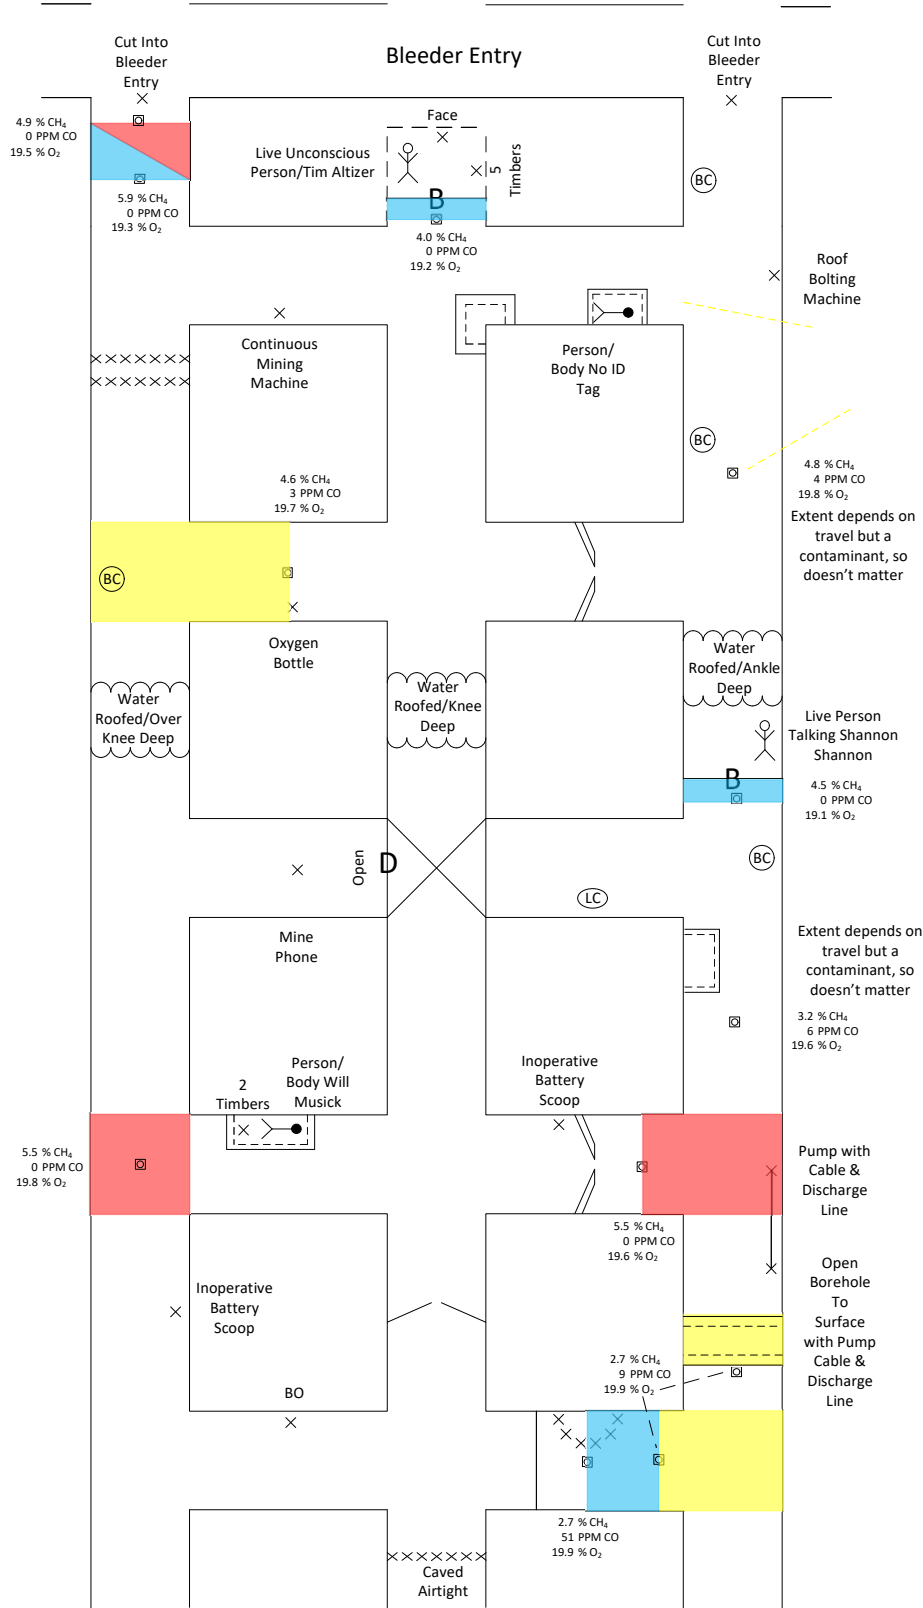 Bleeder Entry
Cut Into
Bleeder
Entry
Cut Into
Bleeder
Entry
4.9 % CH₄
0 PPM CO
19.5 % O₂
5.9 % CH₄
0 PPM CO
19.3 % O₂
Live Unconscious
Person/Tim Altizer
Face
5
Timbers
B
4.0 % CH₄
0 PPM CO
19.2 % O₂
BC
Roof
Bolting
Machine
Continuous
Mining
Machine
Person/
Body No ID
Tag
BC
4.6 % CH₄
3 PPM CO
19.7 % O₂
4.8 % CH₄
4 PPM CO
19.8 % O₂
Extent depends on
travel but a
contaminant, so
doesn't matter
BC
Oxygen
Bottle
Water
Roofed/Over
Knee Deep
Water
Roofed/Knee
Deep
Water
Roofed/Ankle
Deep
Live Person
Talking Shannon
Shannon
B
4.5 % CH₄
0 PPM CO
19.1 % O₂
Open
D
BC
LC
Mine
Phone
Extent depends on
travel but a
contaminant, so
doesn't matter
3.2 % CH₄
6 PPM CO
19.6 % O₂
2
Timbers
Person/
Body Will
Musick
Inoperative
Battery
Scoop
5.5 % CH₄
0 PPM CO
19.8 % O₂
Pump with
Cable &
Discharge
Line
5.5 % CH₄
0 PPM CO
19.6 % O₂
Inoperative
Battery
Scoop
Open
Borehole
To
Surface
with Pump
Cable &
Discharge
Line
2.7 % CH₄
9 PPM CO
19.9 % O₂
BO
2.7 % CH₄
51 PPM CO
19.9 % O₂
Caved
Airtight